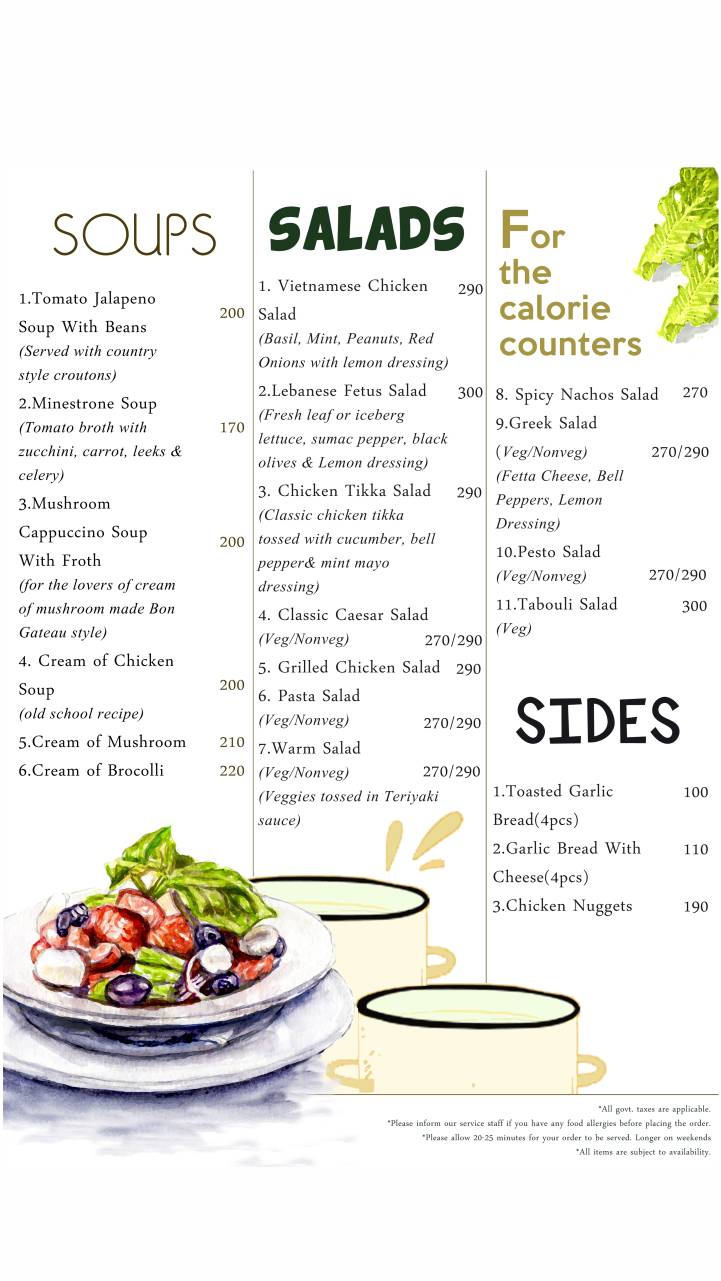 SOUPS
1.Tomato Jalapeno
Soup With Beans 200
(Served with country
style croutons)
2.Minestrone Soup
(Tomato broth with 170
zucchini, carrot, leeks &
celery)
3.Mushroom
Cappuccino Soup 200
With Froth
(for the lovers of cream
of mushroom made Bon
Gateau style)
4. Cream of Chicken
Soup 200
(old school recipe)
5.Cream of Mushroom 210
6.Cream of Brocolli 220
SALADS
1. Vietnamese Chicken 290
Salad
(Basil, Mint, Peanuts, Red
Onions with lemon dressing)
2.Lebanese Fetus Salad 300
(Fresh leaf or iceberg
lettuce, sumac pepper, black
olives & Lemon dressing)
3. Chicken Tikka Salad 290
(Classic chicken tikka
tossed with cucumber, bell
pepper& mint mayo
dressing)
4. Classic Caesar Salad
(Veg/Nonveg) 270/290
5. Grilled Chicken Salad 290
6. Pasta Salad
(Veg/Nonveg) 270/290
7.Warm Salad
(Veg/Nonveg) 270/290
(Veggies tossed in Teriyaki
sauce)
For
the
calorie
counters
8. Spicy Nachos Salad 270
9.Greek Salad
(Veg/Nonveg) 270/290
(Fetta Cheese, Bell
Peppers, Lemon
Dressing)
10.Pesto Salad
(Veg/Nonveg) 270/290
11.Tabouli Salad 300
(Veg)
SIDES
1.Toasted Garlic 100
Bread(4pcs)
2.Garlic Bread With 110
Cheese(4pcs)
3.Chicken Nuggets 190
*All govt. taxes are applicable.
*Please inform our service staff if you have any food allergies before placing the order.
*Please allow 20-25 minutes for your order to be served. Longer on weekends
*All items are subject to availability.